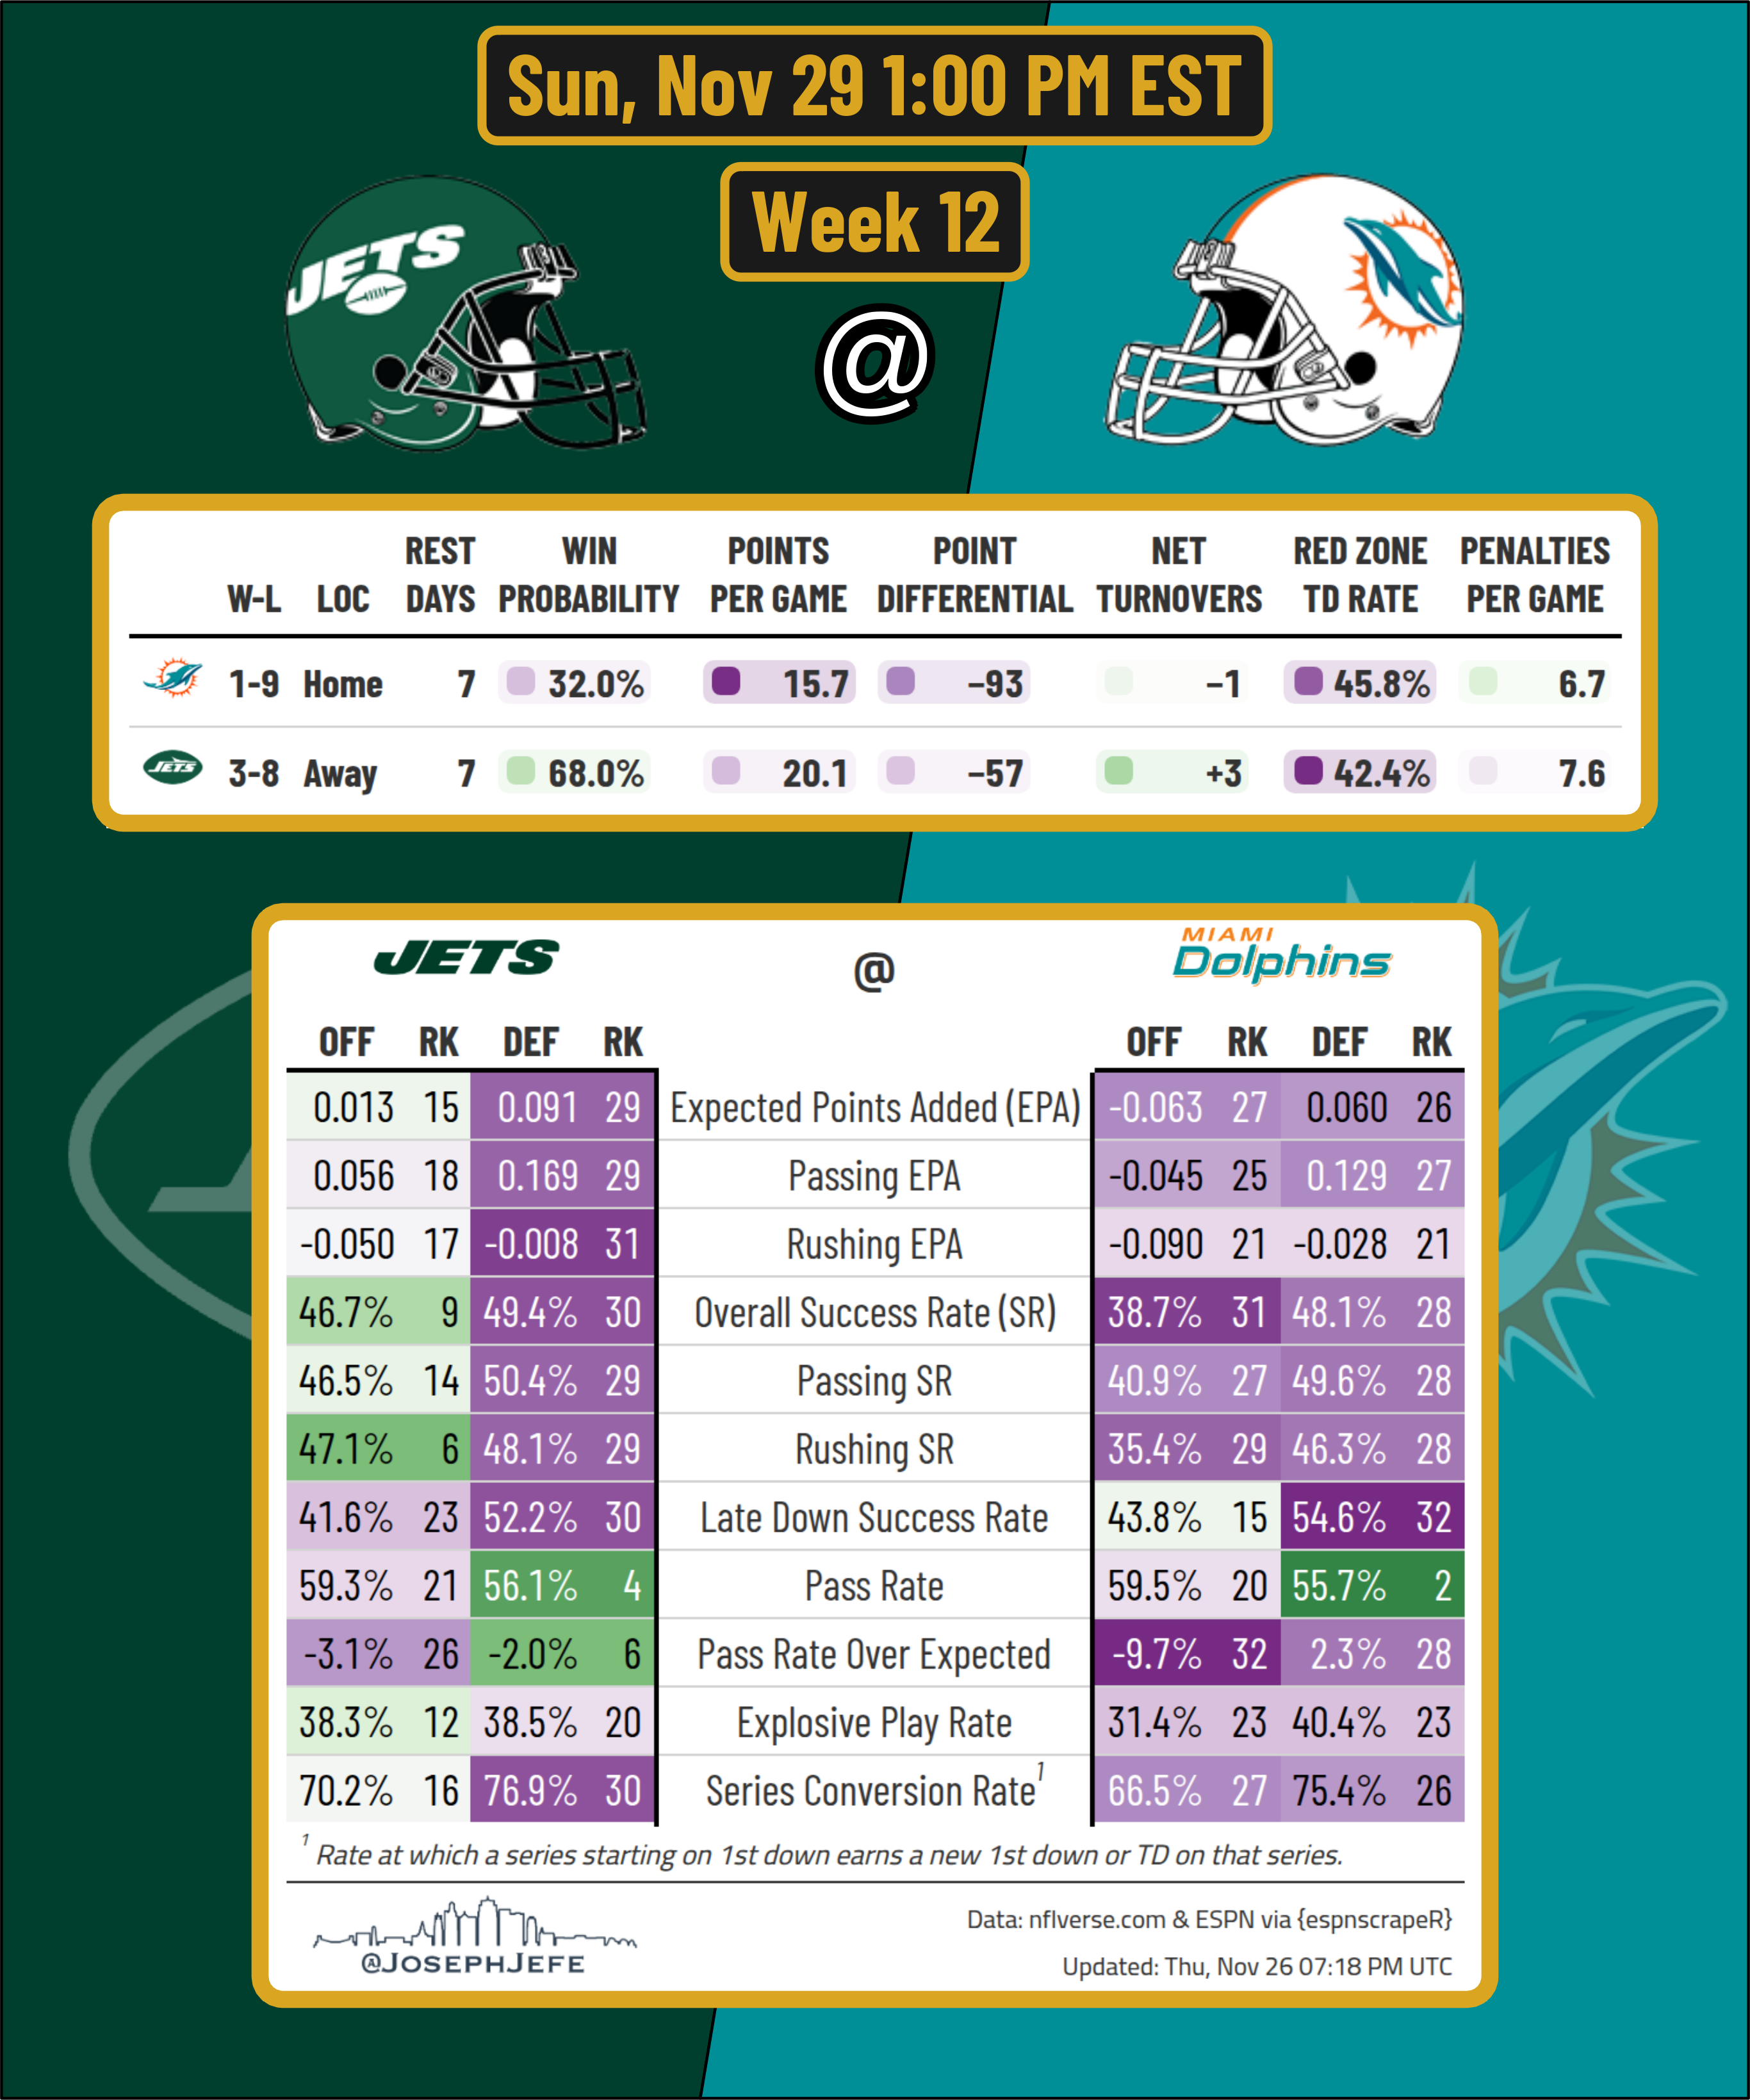 Sun, Nov 29 1:00 PM EST
Week 12
JETS
@
REST WIN POINTS POINT NET RED ZONE PENALTIES
W-L LOC DAYS PROBABILITY PER GAME DIFFERENTIAL TURNOVERS TD RATE PER GAME
1-9 Home 7 32.0% 15.7 −93 −1 45.8% 6.7
JETS 3-8 Away 7 68.0% 20.1 −57 +3 42.4% 7.6
JETS @ MIAMI Dolphins
OFF RK DEF RK OFF RK DEF RK
0.013 15 0.091 29 Expected Points Added (EPA) -0.063 27 0.060 26
0.056 18 0.169 29 Passing EPA -0.045 25 0.129 27
-0.050 17 -0.008 31 Rushing EPA -0.090 21 -0.028 21
46.7% 9 49.4% 30 Overall Success Rate (SR) 38.7% 31 48.1% 28
46.5% 14 50.4% 29 Passing SR 40.9% 27 49.6% 28
47.1% 6 48.1% 29 Rushing SR 35.4% 29 46.3% 28
41.6% 23 52.2% 30 Late Down Success Rate 43.8% 15 54.6% 32
59.3% 21 56.1% 4 Pass Rate 59.5% 20 55.7% 2
-3.1% 26 -2.0% 6 Pass Rate Over Expected -9.7% 32 2.3% 28
38.3% 12 38.5% 20 Explosive Play Rate 31.4% 23 40.4% 23
70.2% 16 76.9% 30 Series Conversion Rate1 66.5% 27 75.4% 26
1 Rate at which a series starting on 1st down earns a new 1st down or TD on that series.
@JOSEPHJEFE
Data: nflverse.com & ESPN via {espnscrapeR}
Updated: Thu, Nov 26 07:18 PM UTC